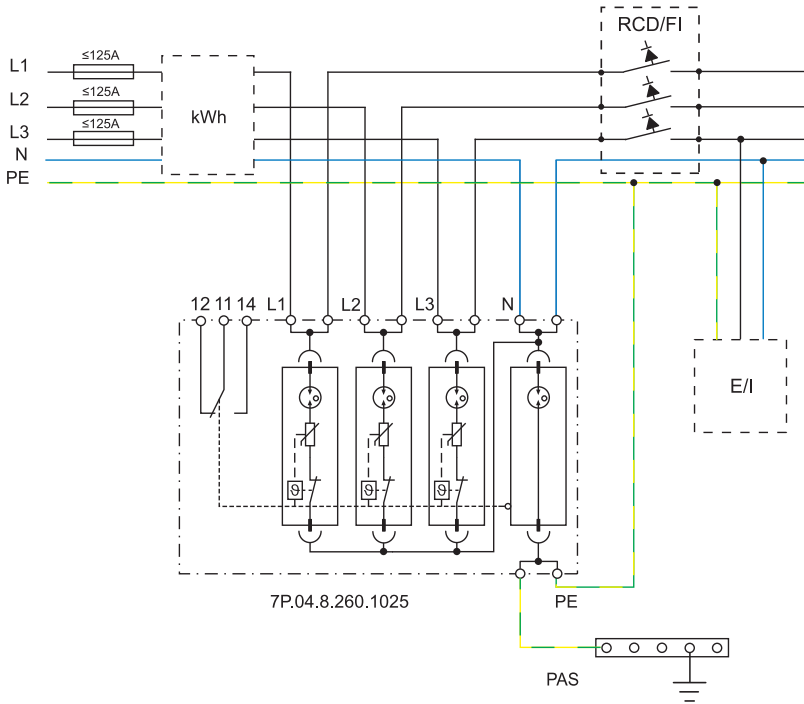 RCD/FI
L1
≤125A
L2
≤125A
kWh
L3
≤125A
N
PE
12 11 14 L1 L2 L3 N
E/I
ϑ ϑ ϑ
7P.04.8.260.1025
PE
PAS